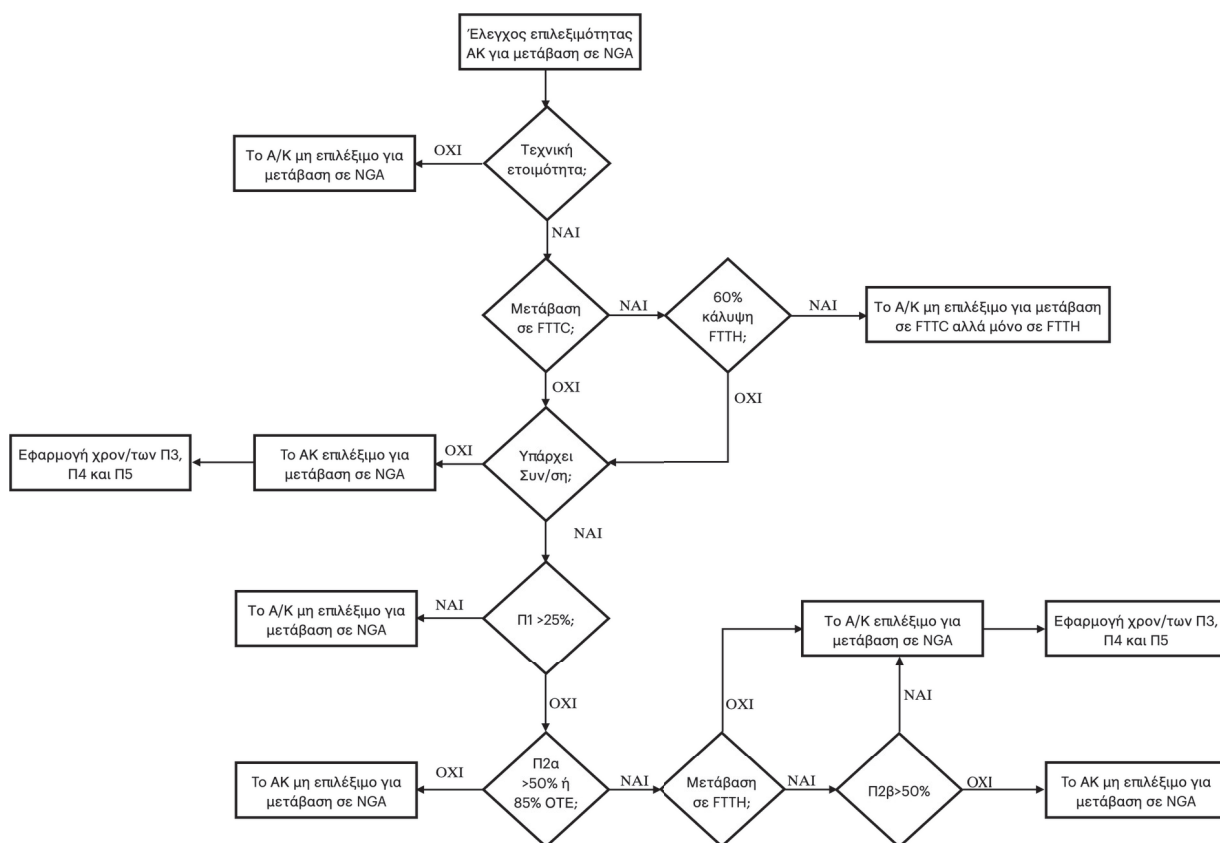 Έλεγχος επιλεξιμότητας
ΑΚ για μετάβαση σε NGA
Τεχνική
ετοιμότητα;
ΟΧΙ
Το Α/Κ μη επιλέξιμο για
μετάβαση σε NGA
ΝΑΙ
Μετάβαση
σε FTTC;
ΝΑΙ
60%
κάλυψη
FTTH;
ΝΑΙ
Το Α/Κ μη επιλέξιμο για μετάβαση
σε FTTC αλλά μόνο σε FTTH
ΟΧΙ
ΟΧΙ
Υπάρχει
Συν/ση;
ΟΧΙ
Το ΑΚ επιλέξιμο για
μετάβαση σε NGA
Εφαρμογή χρον/των Π3,
Π4 και Π5
ΝΑΙ
Π1 >25%;
ΝΑΙ
Το Α/Κ μη επιλέξιμο για
μετάβαση σε NGA
ΟΧΙ
Π2α
>50% ή
85% ΟΤΕ;
ΟΧΙ
Το ΑΚ μη επιλέξιμο για
μετάβαση σε NGA
ΝΑΙ
Μετάβαση
σε FTTH;
ΟΧΙ
Το Α/Κ επιλέξιμο για
μετάβαση σε NGA
Εφαρμογή χρον/των Π3,
Π4 και Π5
ΝΑΙ
Π2β>50%
ΝΑΙ
ΟΧΙ
Το ΑΚ μη επιλέξιμο για
μετάβαση σε NGA